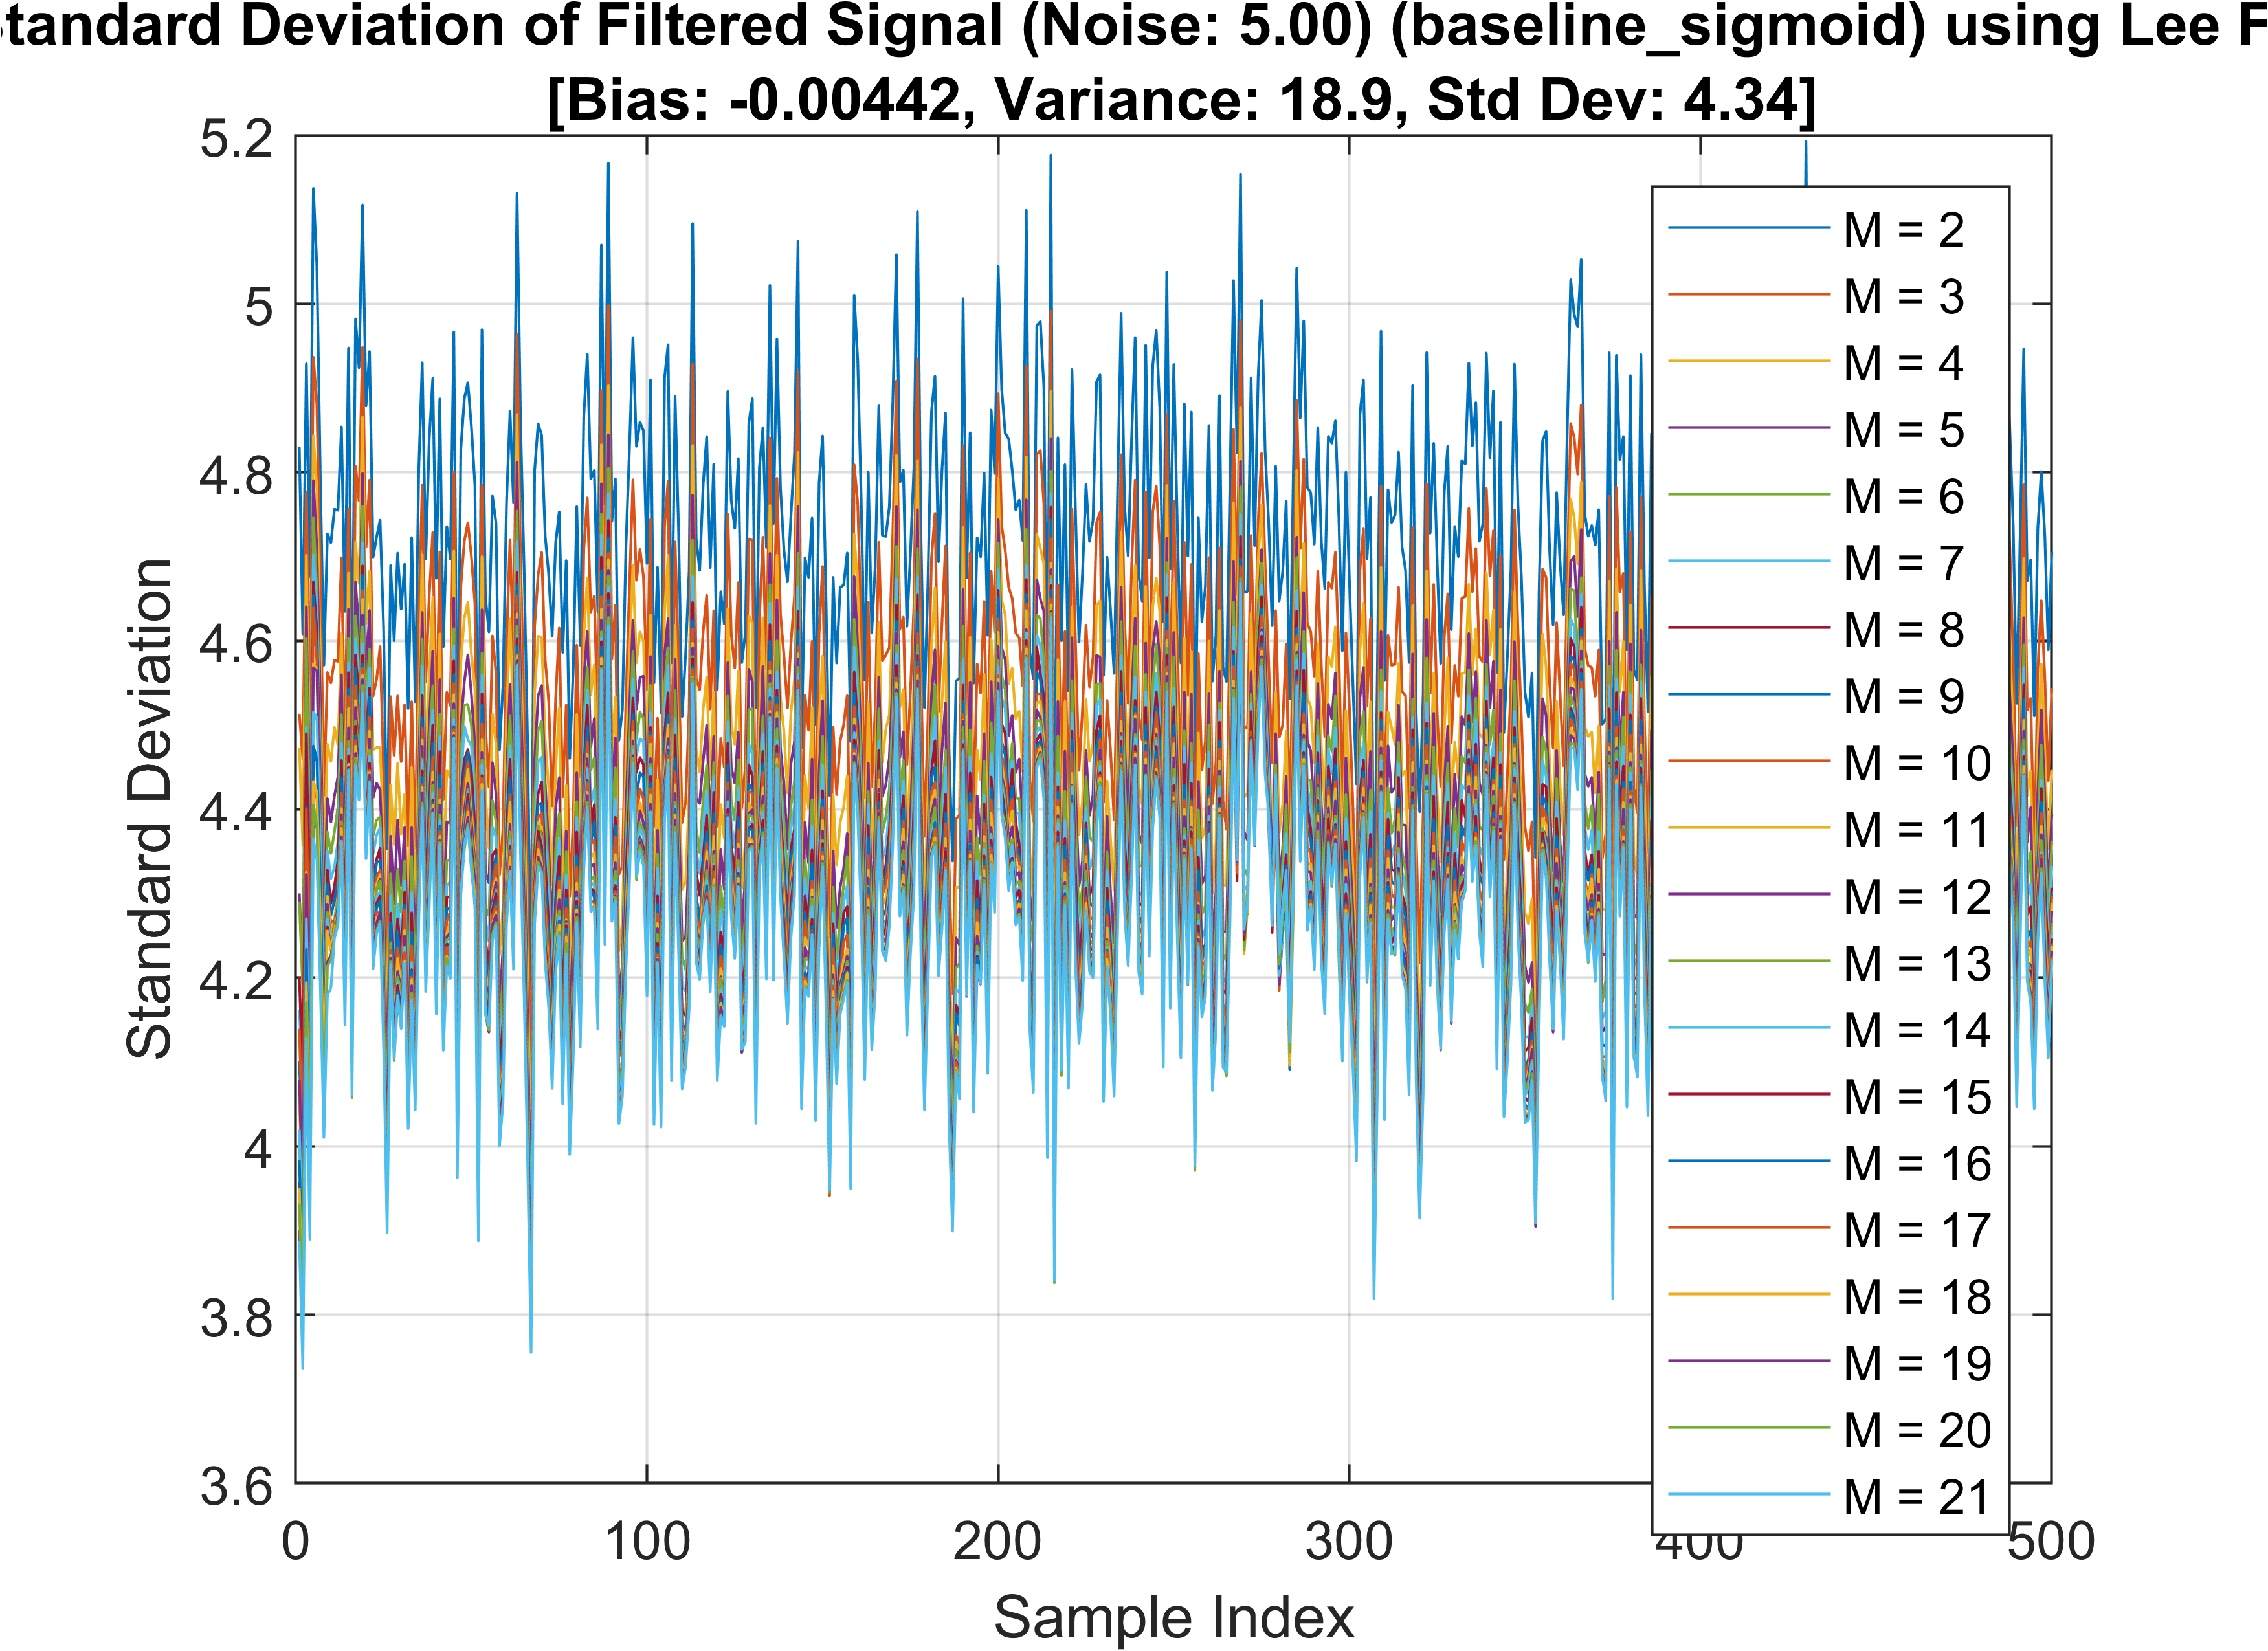 tandard Deviation of Filtered Signal (Noise: 5.00) (baseline_sigmoid) using Lee F
[Bias: -0.00442, Variance: 18.9, Std Dev: 4.34]
5.2
5
4.8
4.6
4.4
4.2
4
3.8
3.6
Standard Deviation
M = 2
M = 3
M = 4
M = 5
M = 6
M = 7
M = 8
M = 9
M = 10
M = 11
M = 12
M = 13
M = 14
M = 15
M = 16
M = 17
M = 18
M = 19
M = 20
M = 21
0 100 200 300 400 500
Sample Index